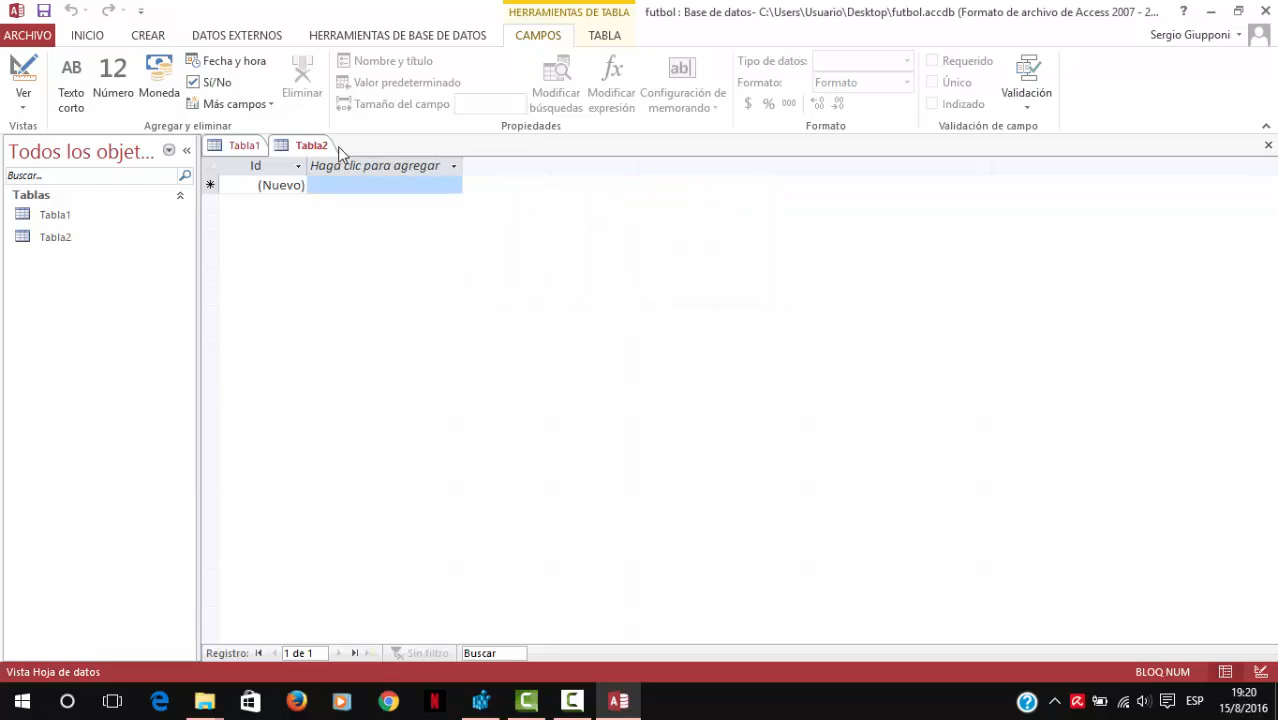 HERRAMIENTAS DE TABLA
futbol : Base de datos- C:\Users\Usuario\Desktop\futbol.accdb (Formato de archivo de Access 2007 - 2...
ARCHIVO INICIO CREAR DATOS EXTERNOS HERRAMIENTAS DE BASE DE DATOS CAMPOS TABLA Sergio Giupponi
Ver
AB Texto corto
12 Número
Moneda
Fecha y hora
Sí/No
Más campos
Eliminar
Nombre y título
Valor predeterminado
Tamaño del campo
Modificar búsquedas
fx Modificar expresión
ab| Configuración de memorando
Tipo de datos:
Formato: Formato
$ % 000
Requerido
Único
Indizado
Validación
Vistas Agregar y eliminar Propiedades Formato Validación de campo
Todos los objet...
Buscar...
Tablas
Tabla1
Tabla2
Tabla1 Tabla2
Id Haga clic para agregar
(Nuevo)
Registro: 1 de 1 Sin filtro Buscar
Vista Hoja de datos BLOQ NUM
ESP
19:20
15/8/2016